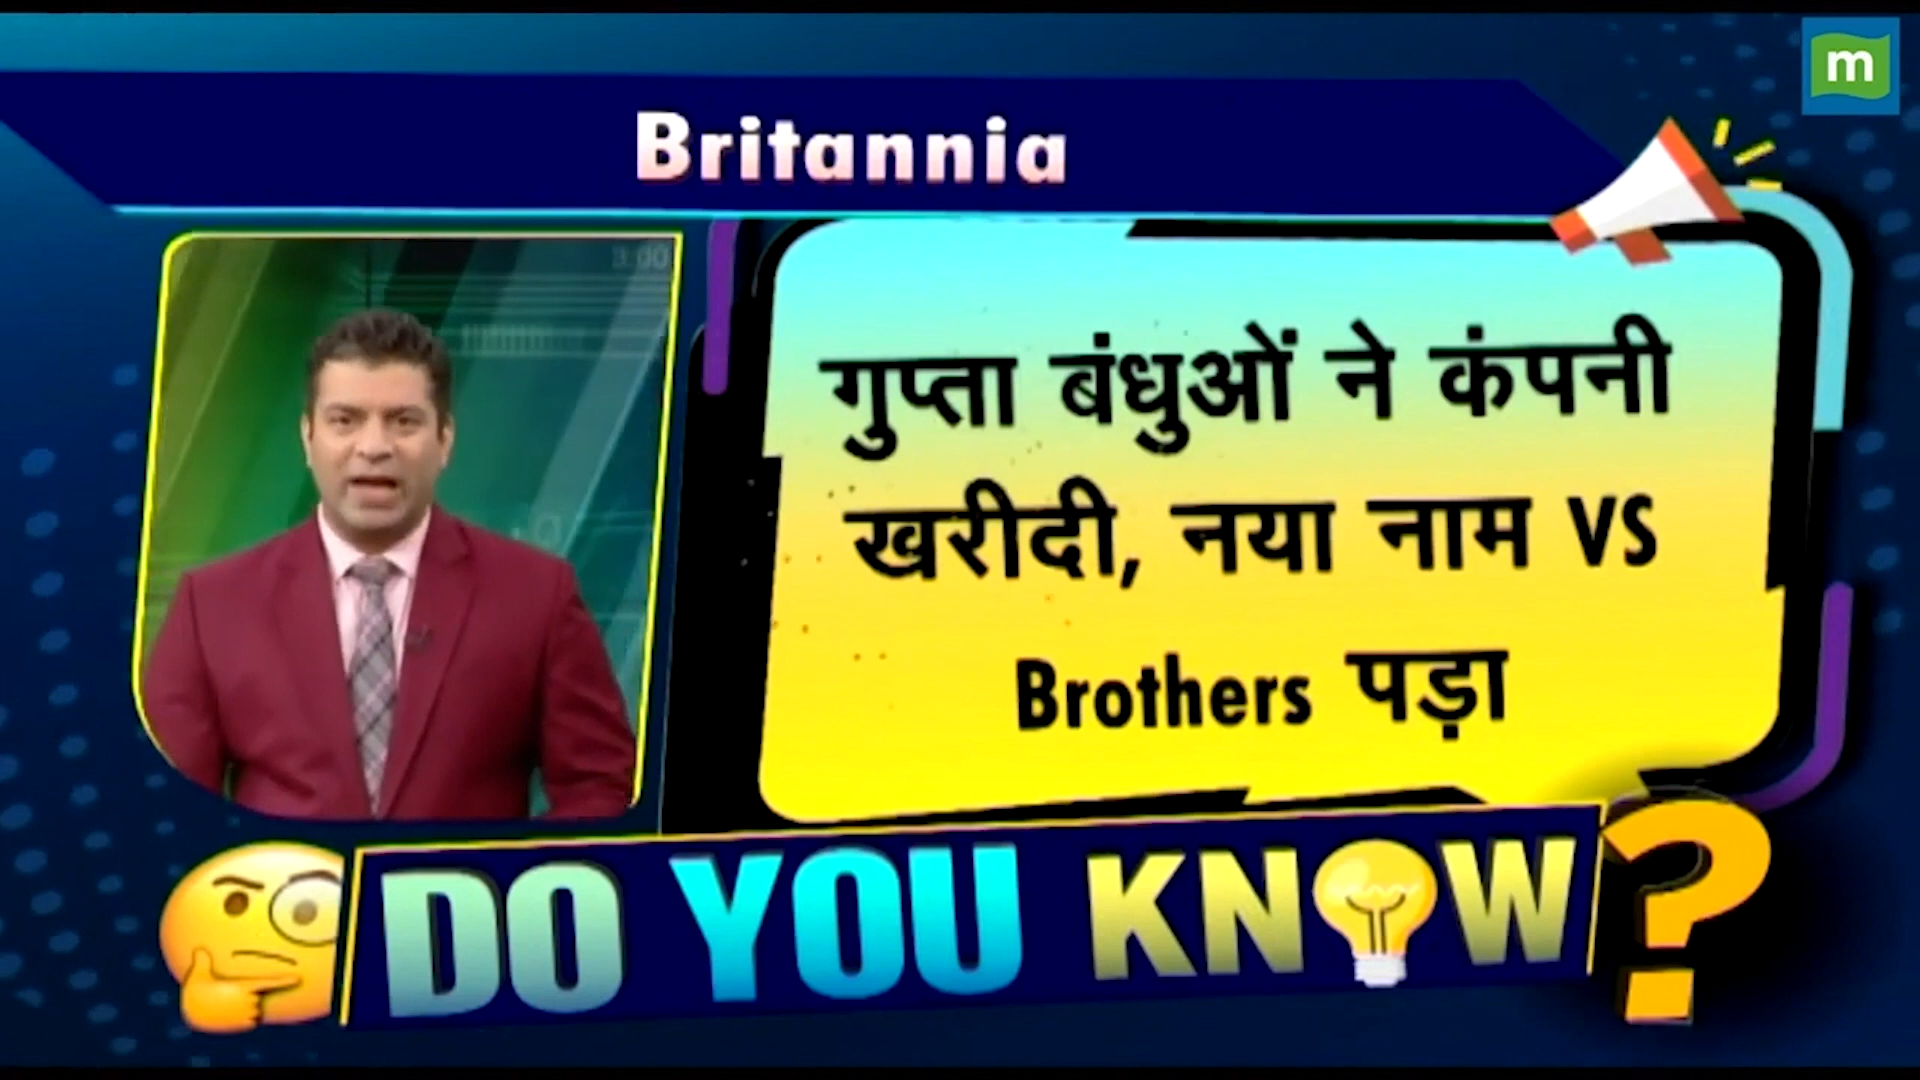 m
Britannia
गुप्ता बंधुओं ने कंपनी
खरीदी, नया नाम VS
Brothers पड़ा
DO YOU KNOW?